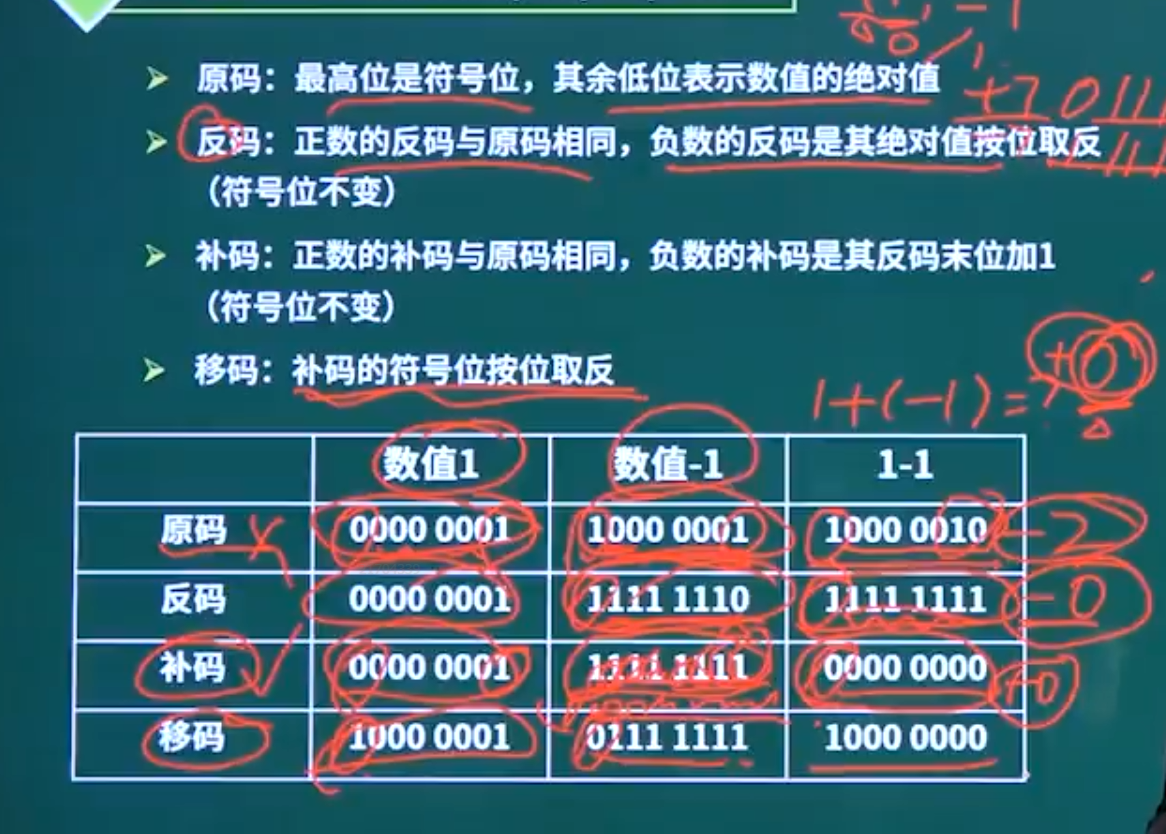 - 1
+7 0111
原码：最高位是符号位，其余低位表示数值的绝对值
反码：正数的反码与原码相同，负数的反码是其绝对值按位取反
（符号位不变）
补码：正数的补码与原码相同，负数的补码是其反码末位加1
（符号位不变）
移码：补码的符号位按位取反
1+(-1)=
+0
数值1 数值-1 1-1
原码 0000 0001 1000 0001 1000 0010 -2
反码 0000 0001 1111 1110 1111 1111 -0
补码 0000 0001 1111 1111 0000 0000 +0
移码 1000 0001 0111 1111 1000 0000